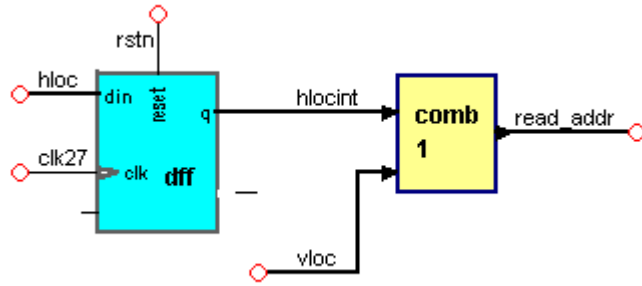 rstn
hloc
din
reset
q
hlocint
comb
1
read_addr
clk27
clk
dff
vloc